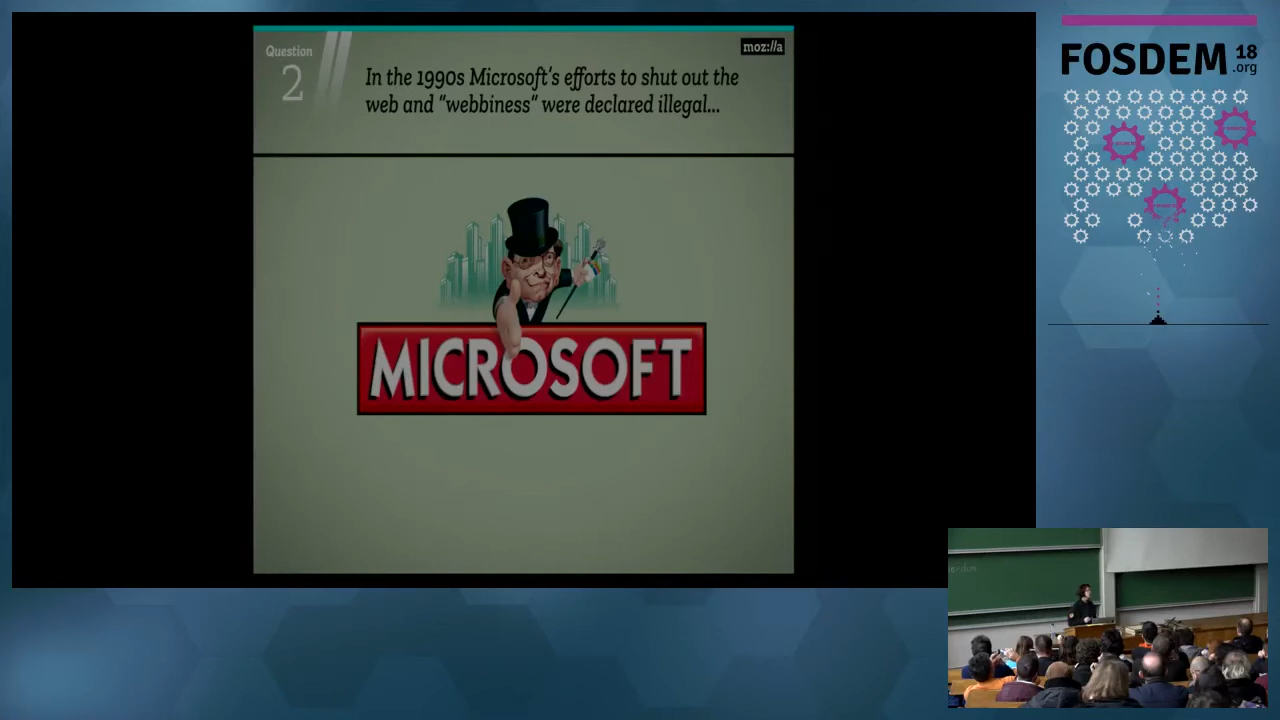 Question
2
In the 1990s Microsoft's efforts to shut out the
web and "webbiness" were declared illegal...
moz://a
MICROSOFT
FOSDEM 18
.org